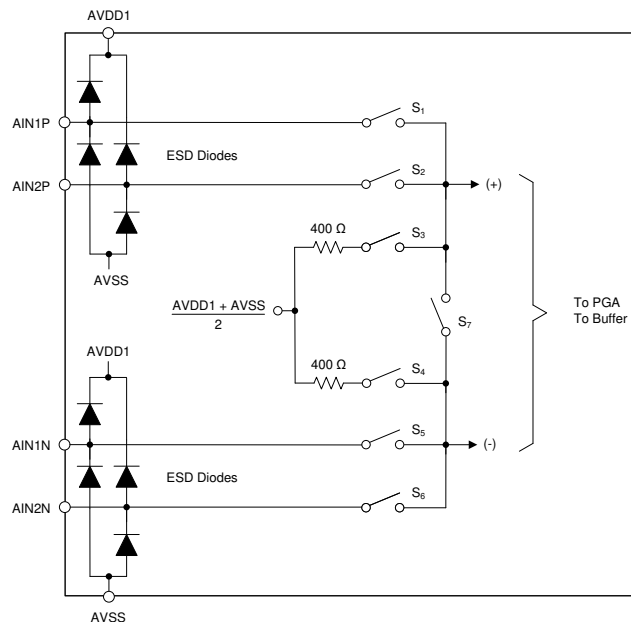 AVDD1
AIN1P
S1
ESD Diodes
S2
AIN2P
(+)
400 Ω
S3
AVSS
AVDD1 + AVSS
2
To PGA
To Buffer
S7
AVDD1
400 Ω
S4
AIN1N
S5
(-)
ESD Diodes
S6
AIN2N
AVSS